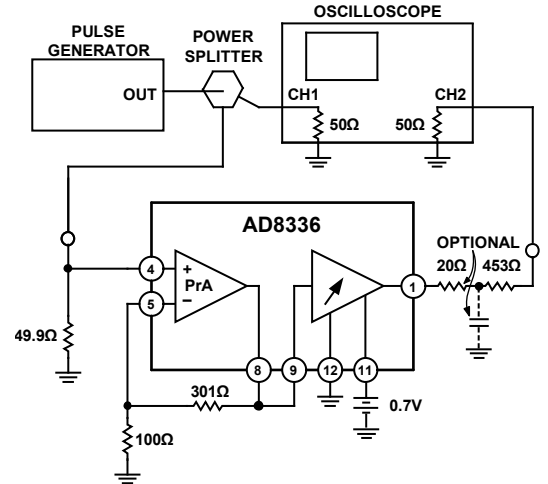 OSCILLOSCOPE
PULSE
GENERATOR
POWER
SPLITTER
OUT
CH1
CH2
50Ω
50Ω
AD8336
OPTIONAL
20Ω
453Ω
4
+
PrA
5
–
1
49.9Ω
8
9
12
11
301Ω
0.7V
100Ω